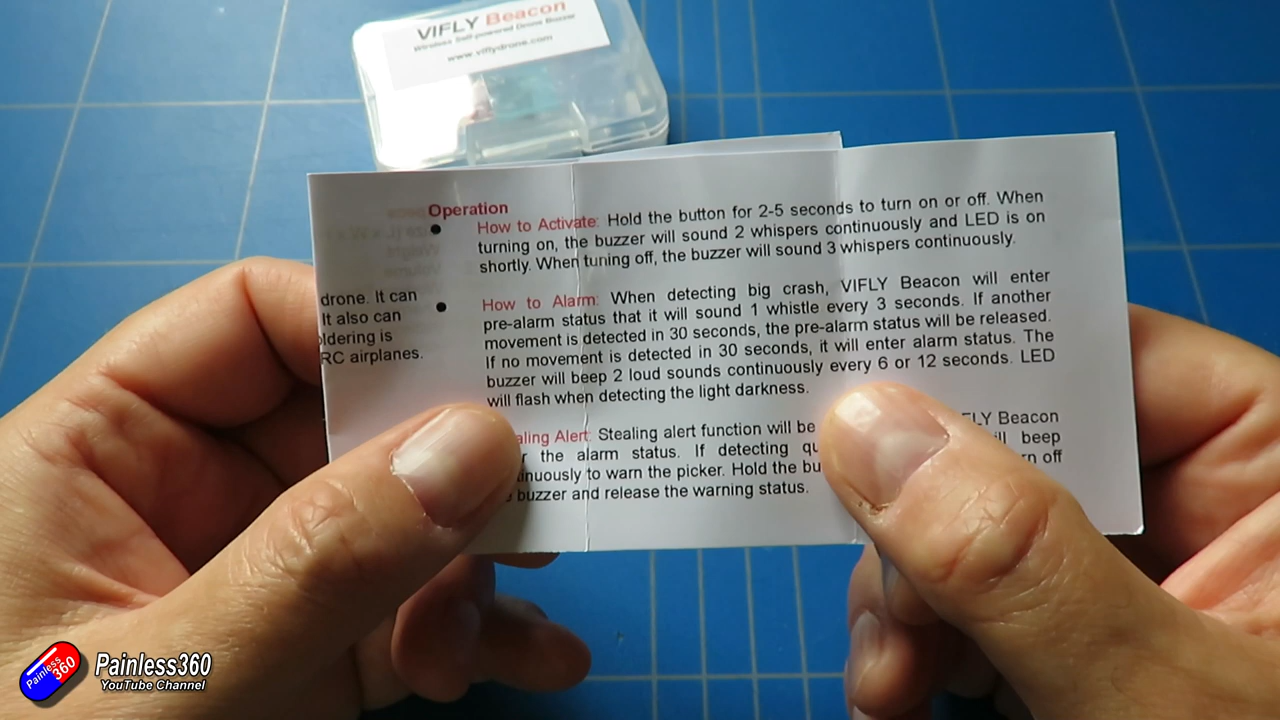 VIFLY Beacon
Wireless Self-powered Drone Buzzer
www.viflydrone.com
Operation
How to Activate: Hold the button for 2-5 seconds to turn on or off. When
turning on, the buzzer will sound 2 whispers continuously and LED is on
shortly. When tuning off, the buzzer will sound 3 whispers continuously.
drone. It can
It also can
ldering is
RC airplanes.
How to Alarm: When detecting big crash, VIFLY Beacon will enter
pre-alarm status that it will sound 1 whistle every 3 seconds. If another
movement is detected in 30 seconds, the pre-alarm status will be released.
If no movement is detected in 30 seconds, it will enter alarm status. The
buzzer will beep 2 loud sounds continuously every 6 or 12 seconds. LED
will flash when detecting the light darkness.
aling Alert: Stealing alert function will be FLY Beacon
the alarm status. If detecting beep
inuously to warn the picker. Hold the bu off
buzzer and release the warning status.
Painless360
Painless360
YouTube Channel